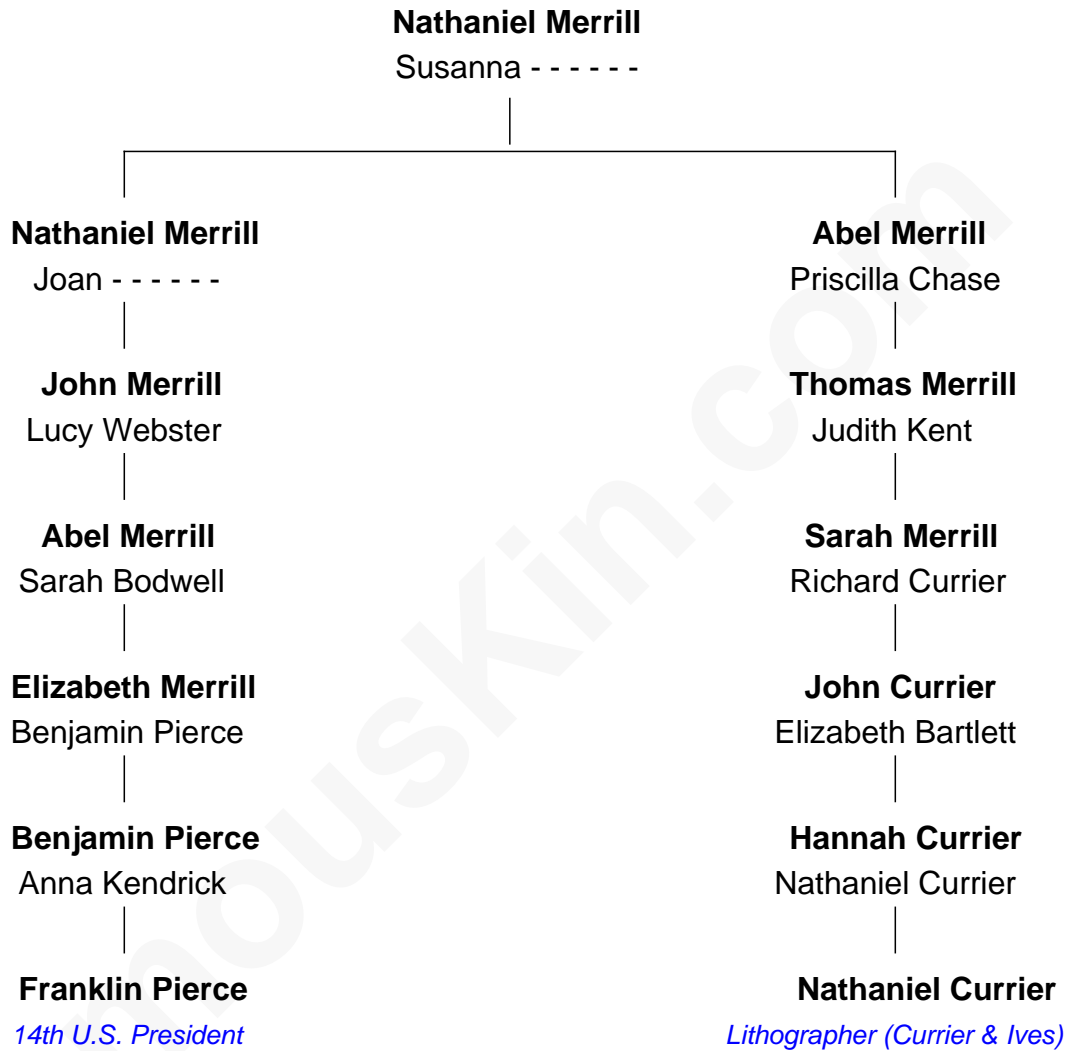 Nathaniel Merrill
Susanna - - - - - -
Nathaniel Merrill
Joan - - - - - -
Abel Merrill
Priscilla Chase
John Merrill
Lucy Webster
Thomas Merrill
Judith Kent
Abel Merrill
Sarah Bodwell
Sarah Merrill
Richard Currier
Elizabeth Merrill
Benjamin Pierce
John Currier
Elizabeth Bartlett
Benjamin Pierce
Anna Kendrick
Hannah Currier
Nathaniel Currier
Franklin Pierce
14th U.S. President
Nathaniel Currier
Lithographer (Currier & Ives)
mousKin.com